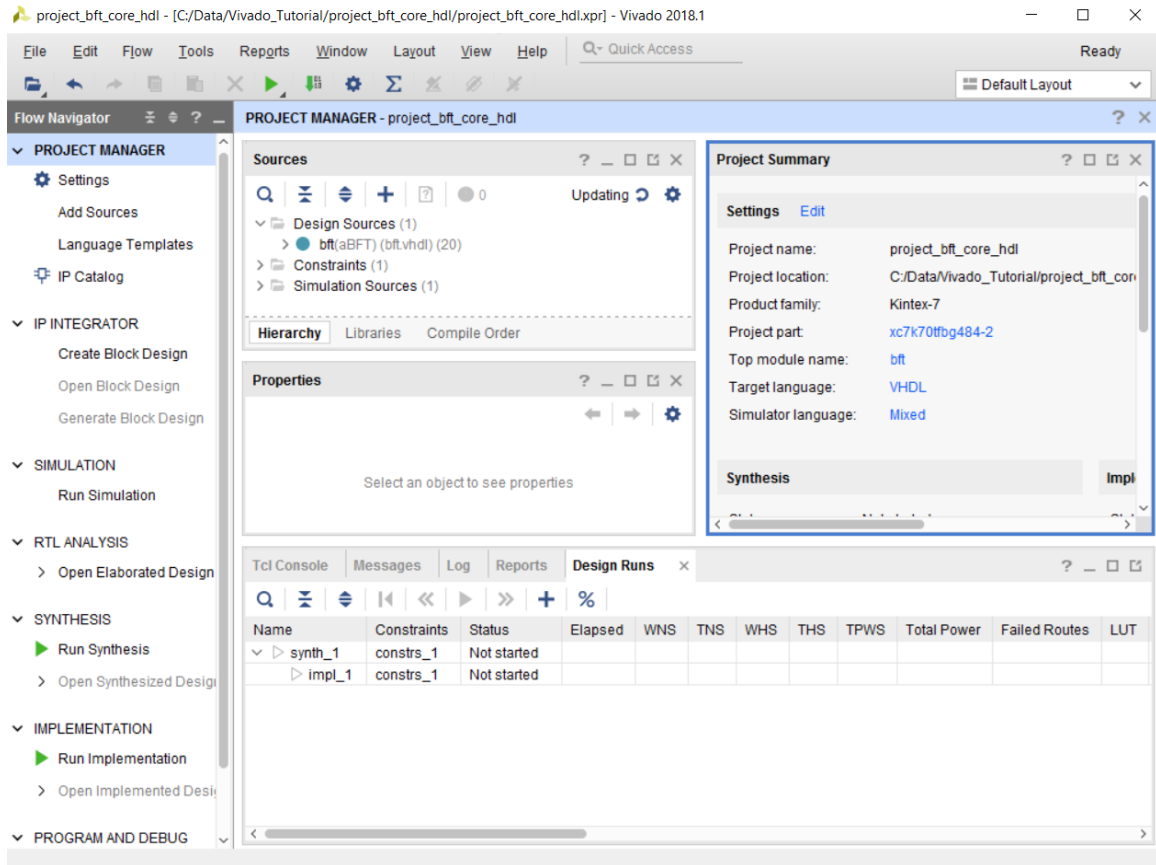 project_bft_core_hdl - [C:/Data/Vivado_Tutorial/project_bft_core_hdl/project_bft_core_hdl.xpr] - Vivado 2018.1
File Edit Flow Tools Reports Window Layout View Help Quick Access Ready
Default Layout
Flow Navigator
PROJECT MANAGER
Settings
Add Sources
Language Templates
IP Catalog
IP INTEGRATOR
Create Block Design
Open Block Design
Generate Block Design
SIMULATION
Run Simulation
RTL ANALYSIS
Open Elaborated Design
SYNTHESIS
Run Synthesis
Open Synthesized Desig
IMPLEMENTATION
Run Implementation
Open Implemented Desi
PROGRAM AND DEBUG
PROJECT MANAGER - project_bft_core_hdl
Sources
0 Updating
Design Sources (1)
bft(aBFT) (bft.vhdl) (20)
Constraints (1)
Simulation Sources (1)
Hierarchy Libraries Compile Order
Properties
Select an object to see properties
Project Summary
Settings Edit
Project name: project_bft_core_hdl
Project location: C:/Data/Vivado_Tutorial/project_bft_cor
Product family: Kintex-7
Project part: xc7k70tfbg484-2
Top module name: bft
Target language: VHDL
Simulator language: Mixed
Synthesis Impl
Tcl Console Messages Log Reports Design Runs
Name Constraints Status Elapsed WNS TNS WHS THS TPWS Total Power Failed Routes LUT
synth_1 constrs_1 Not started
impl_1 constrs_1 Not started